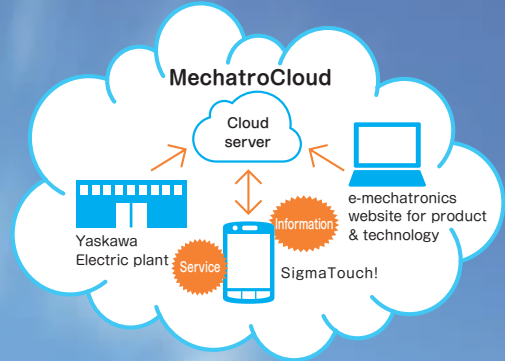 MechatroCloud
Cloud
server
Yaskawa
Electric plant
Service
Information
SigmaTouch!
e-mechatronics
website for product
& technology